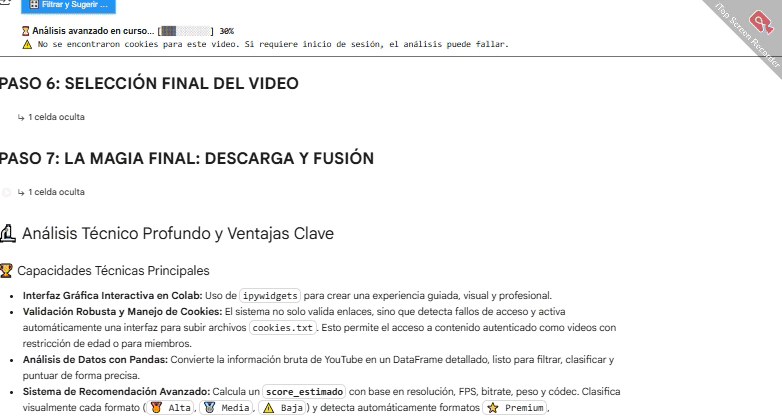 Filtrar y Sugerir ...
Análisis avanzado en curso... [▓▓▓░░░░░░░] 30%
No se encontraron cookies para este video. Si requiere inicio de sesión, el análisis puede fallar.
iTop Screen Recorder
PASO 6: SELECCIÓN FINAL DEL VIDEO
1 celda oculta
PASO 7: LA MAGIA FINAL: DESCARGA Y FUSIÓN
1 celda oculta
Análisis Técnico Profundo y Ventajas Clave
Capacidades Técnicas Principales
• Interfaz Gráfica Interactiva en Colab: Uso de ipywidgets para crear una experiencia guiada, visual y profesional.
• Validación Robusta y Manejo de Cookies: El sistema no solo valida enlaces, sino que detecta fallos de acceso y activa
automáticamente una interfaz para subir archivos cookies.txt. Esto permite el acceso a contenido autenticado como videos con
restricción de edad o para miembros.
• Análisis de Datos con Pandas: Convierte la información bruta de YouTube en un DataFrame detallado, listo para filtrar, clasificar y
puntuar de forma precisa.
• Sistema de Recomendación Avanzado: Calcula un score_estimado con base en resolución, FPS, bitrate, peso y códec. Clasifica
visualmente cada formato (🥇 Alta, 🥈 Media, ⚠️ Baja) y detecta automáticamente formatos ⭐ Premium,